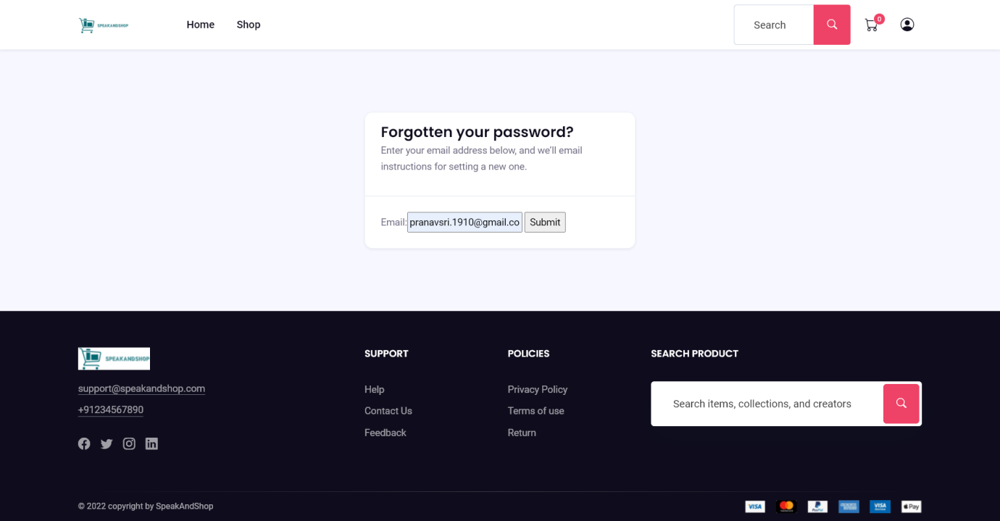 SPEAKANDSHOP
Home
Shop
Search
0
Forgotten your password?
Enter your email address below, and we'll email
instructions for setting a new one.
Email: pranavsri.1910@gmail.co Submit
SPEAKANDSHOP
support@speakandshop.com
+91234567890
SUPPORT
Help
Contact Us
Feedback
POLICIES
Privacy Policy
Terms of use
Return
SEARCH PRODUCT
Search items, collections, and creators
© 2022 copyright by SpeakAndShop
VISA
PayPal
VISA
Pay